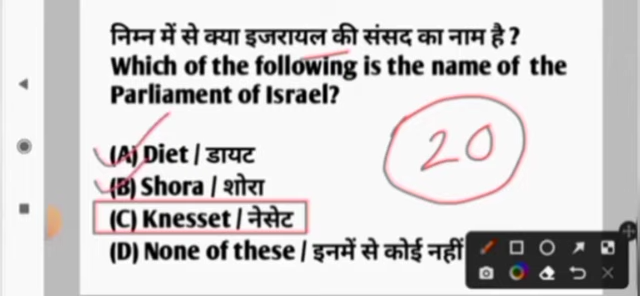 निम्न में से क्या इजरायल की संसद का नाम है ?
Which of the following is the name of the
Parliament of Israel?
20
(A) Diet / डायट
(B) Shora / शोरा
(C) Knesset / नेसेट
(D) None of these / इनमें से कोई नहीं